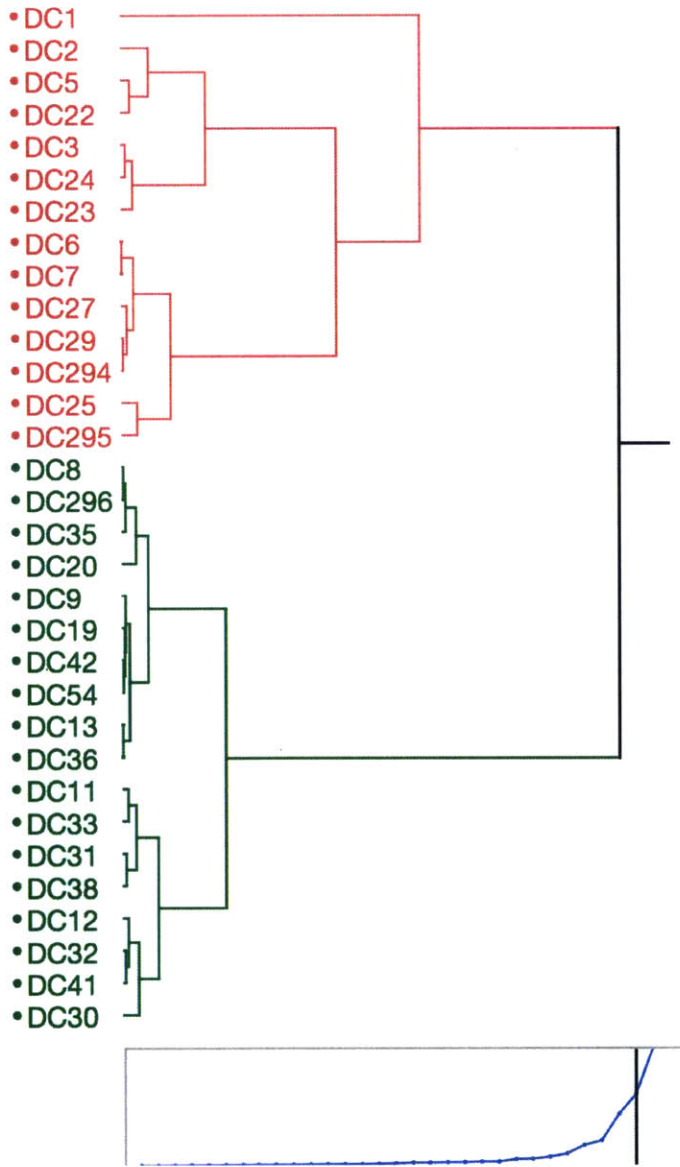 • DC1
• DC2
• DC5
• DC22
• DC3
• DC24
• DC23
• DC6
• DC7
• DC27
• DC29
• DC294
• DC25
• DC295
• DC8
• DC296
• DC35
• DC20
• DC9
• DC19
• DC42
• DC54
• DC13
• DC36
• DC11
• DC33
• DC31
• DC38
• DC12
• DC32
• DC41
• DC30